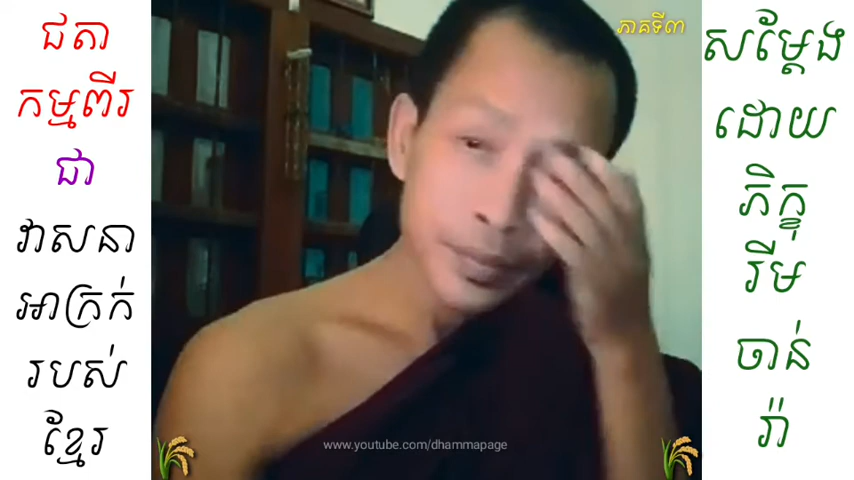 ជតា
កម្មពីរ
ជា
វាសនា
អាក្រក់
របស់
ខ្មែរ
ភាគទី៣
សម្ដែង
ដោយ
ភិក្ខុ
រីម
ចាន់
រ៉ា
www.youtube.com/dhammapage